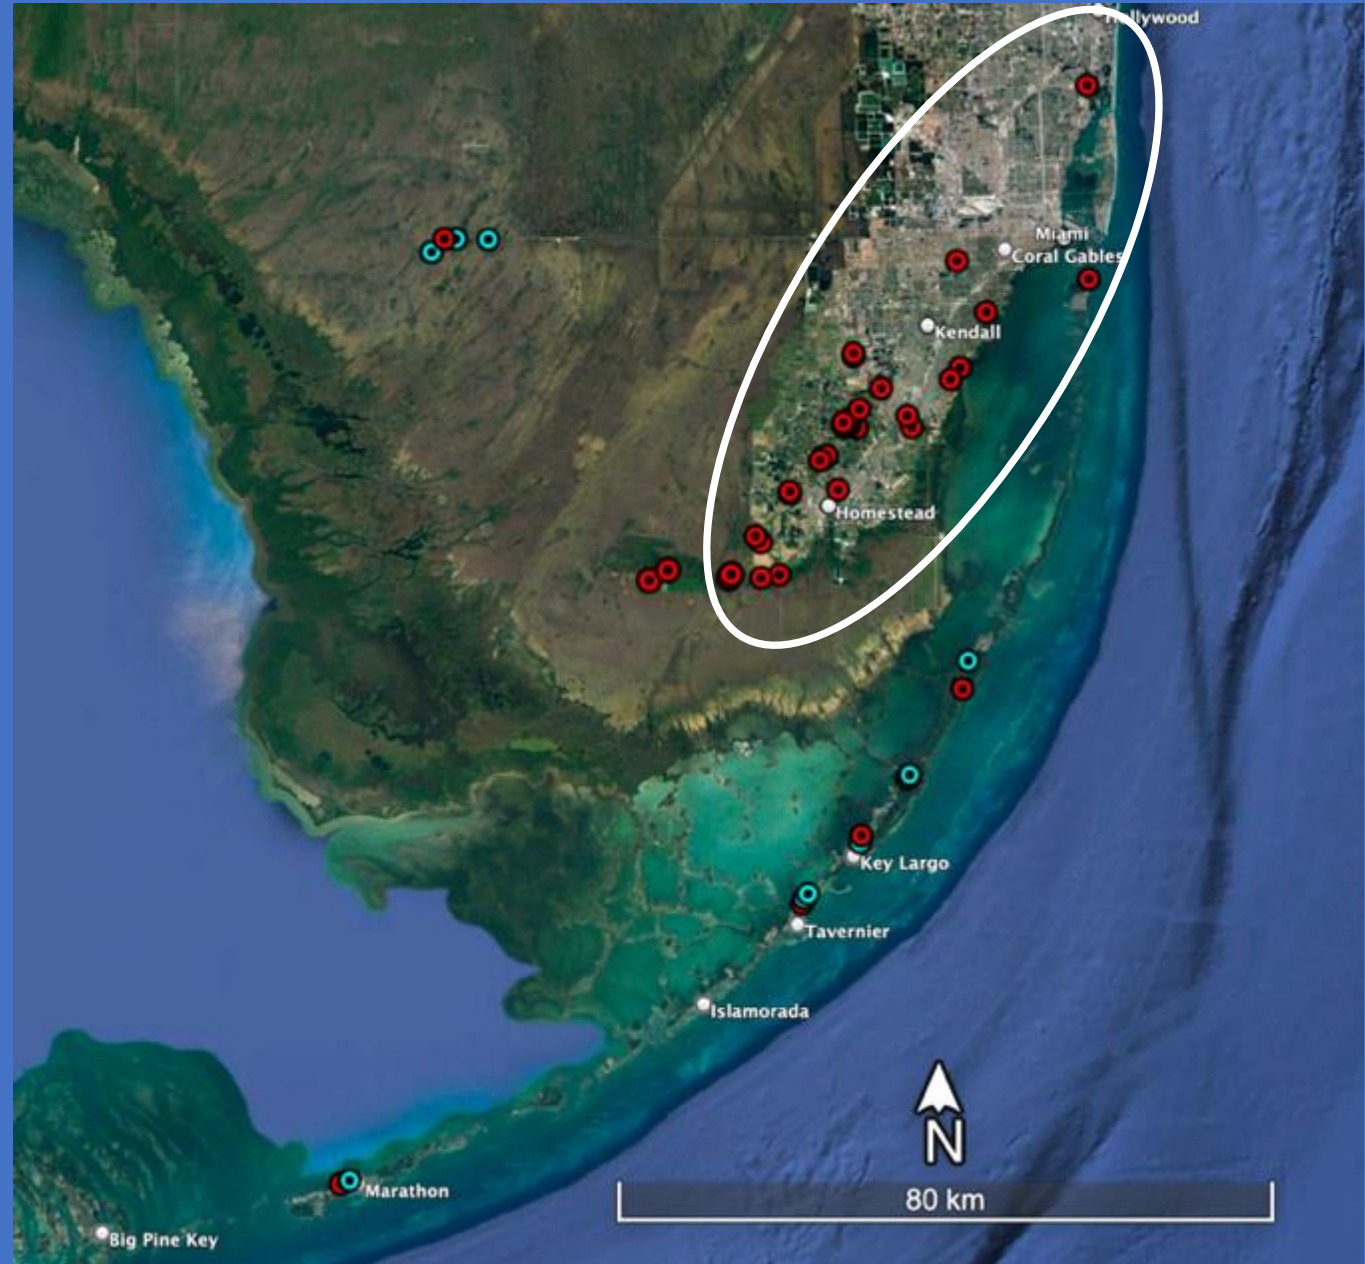 Hollywood
Miami
Coral Gables
Kendall
Homestead
Key Largo
Tavernier
Islamorada
N
80 km
Marathon
Big Pine Key